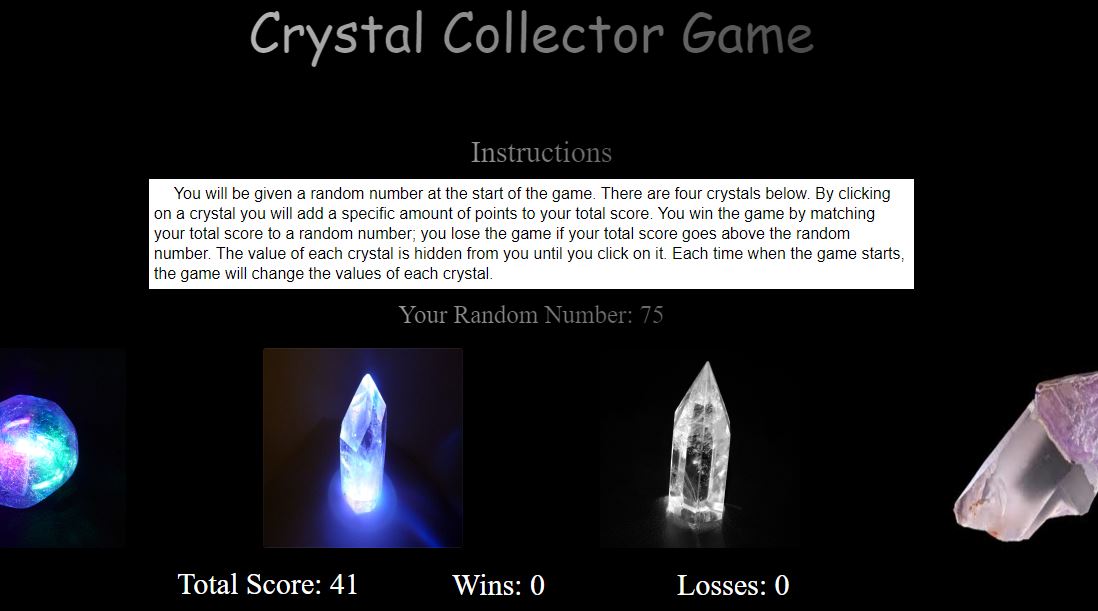 Crystal Collector Game
Instructions
You will be given a random number at the start of the game. There are four crystals below. By clicking
on a crystal you will add a specific amount of points to your total score. You win the game by matching
your total score to a random number; you lose the game if your total score goes above the random
number. The value of each crystal is hidden from you until you click on it. Each time when the game starts,
the game will change the values of each crystal.
Your Random Number: 75
Total Score: 41 Wins: 0 Losses: 0